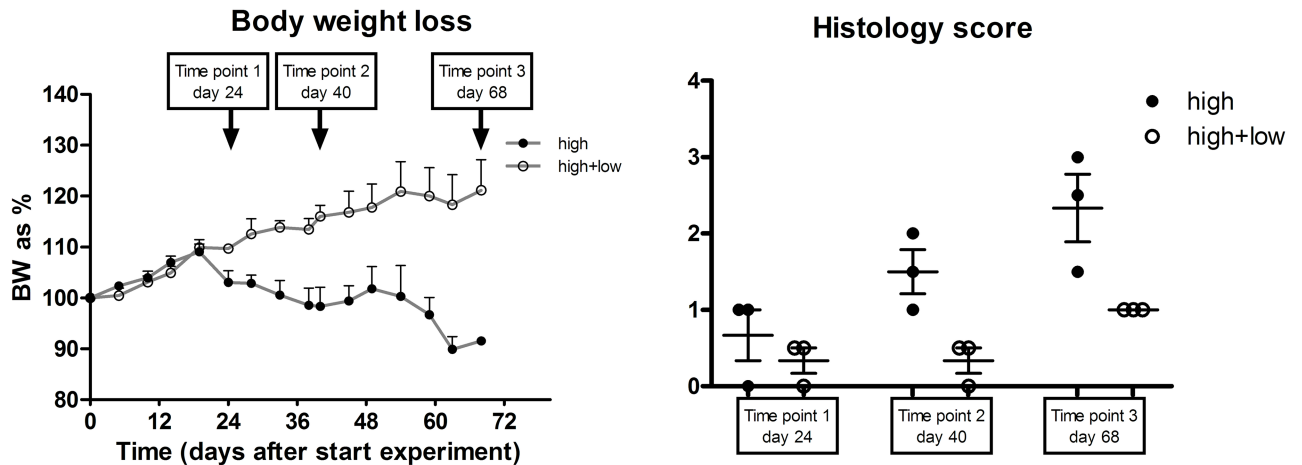 Body weight loss
Time point 1
day 24
Time point 2
day 40
Time point 3
day 68
140
130
120
110
100
90
80
BW as %
high
high+low
0
12
24
36
48
60
72
Time (days after start experiment)
Histology score
4
3
2
1
0
high
high+low
Time point 1
day 24
Time point 2
day 40
Time point 3
day 68